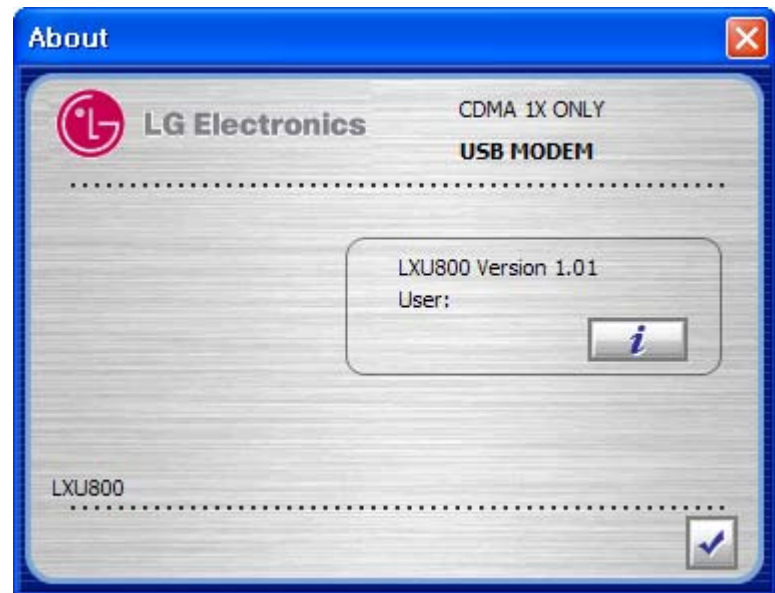 About
LG Electronics
CDMA 1X ONLY
USB MODEM
LXU800 Version 1.01
User:
i
LXU800